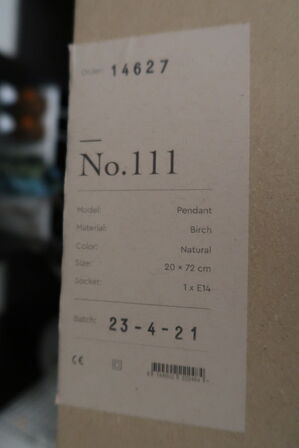 Order: 14627
No.111
Model: Pendant
Material: Birch
Color: Natural
Size: 20 × 72 cm
Socket: 1 x E14
Batch: 23-4-21
CE